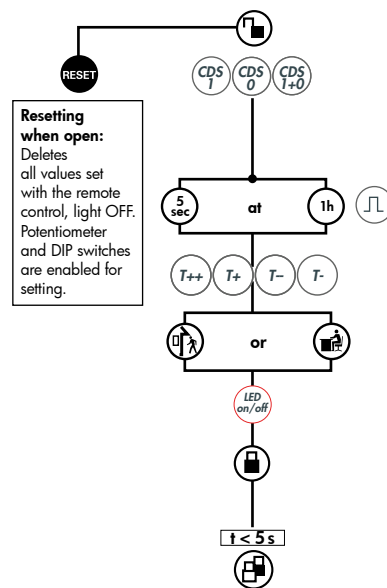 RESET
CDS
1
CDS
0
CDS
1+0
Resetting
when open:
Deletes
all values set
with the remote
control, light OFF.
Potentiometer
and DIP switches
are enabled for
setting.
5
sec
at
1h
T++
T+
T–
T-
or
LED
on/off
t < 5 s